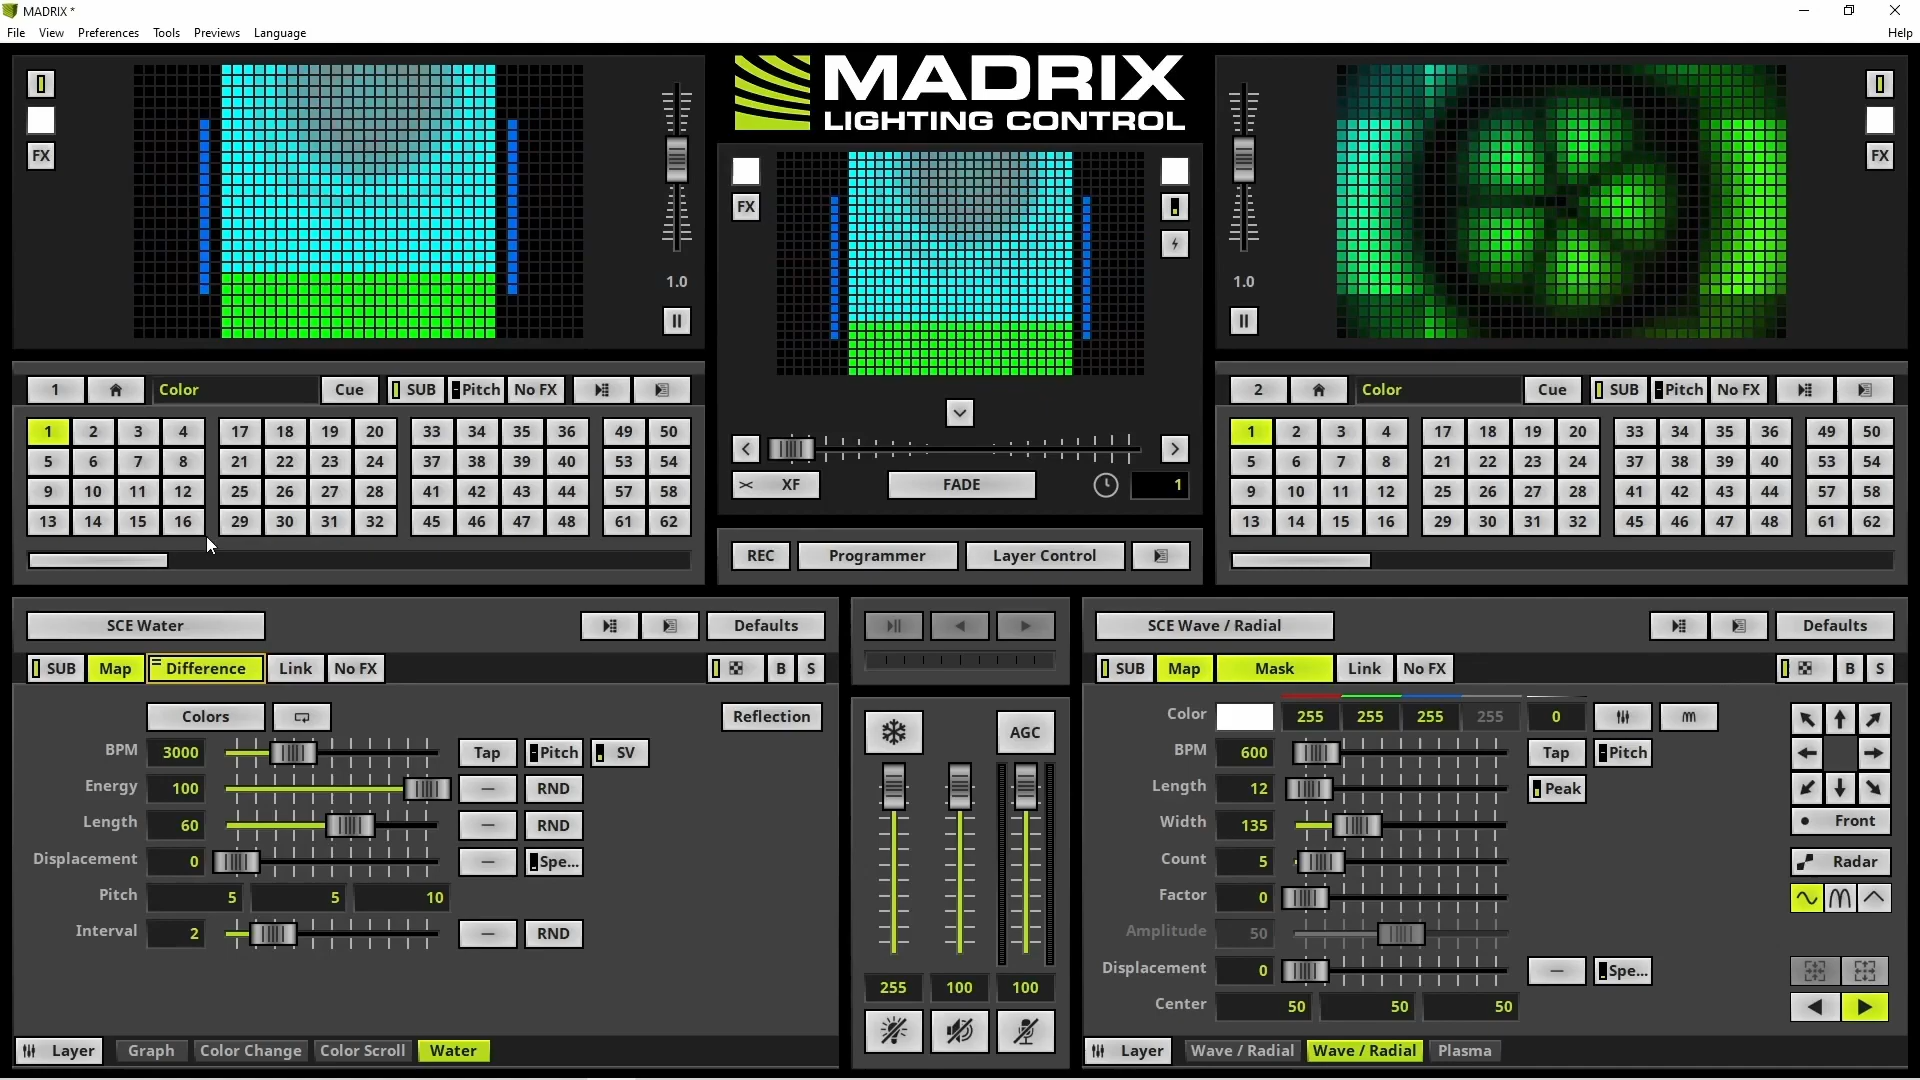 MADRIX *
File View Preferences Tools Previews Language Help
MADRIX
LIGHTING CONTROL
FX
FX
FX
1.0
1.0
1 Color Cue SUB Pitch No FX
1 2 3 4 17 18 19 20 33 34 35 36 49 50
5 6 7 8 21 22 23 24 37 38 39 40 53 54
9 10 11 12 25 26 27 28 41 42 43 44 57 58
13 14 15 16 29 30 31 32 45 46 47 48 61 62
XF FADE 1
REC Programmer Layer Control
2 Color Cue SUB Pitch No FX
1 2 3 4 17 18 19 20 33 34 35 36 49 50
5 6 7 8 21 22 23 24 37 38 39 40 53 54
9 10 11 12 25 26 27 28 41 42 43 44 57 58
13 14 15 16 29 30 31 32 45 46 47 48 61 62
SCE Water Defaults
SUB Map Difference Link No FX B S
Colors Reflection
BPM 3000 Tap Pitch SV
Energy 100 RND
Length 60 RND
Displacement 0 Spe...
Pitch 5 5 10
Interval 2 RND
Layer Graph Color Change Color Scroll Water
AGC
255 100 100
SCE Wave / Radial Defaults
SUB Map Mask Link No FX B S
Color 255 255 255 255 0
BPM 600 Tap Pitch
Length 12 Peak
Width 135 Front
Count 5 Radar
Factor 0
Amplitude 50
Displacement 0 Spe...
Center 50 50 50
Layer Wave / Radial Wave / Radial Plasma